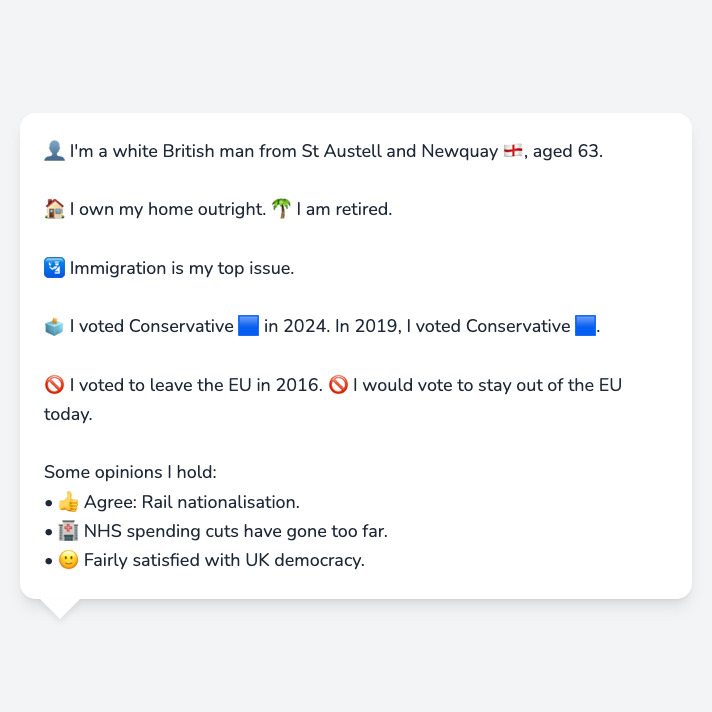 👤 I'm a white British man from St Austell and Newquay 🏴󠁧󠁢󠁥󠁮󠁧󠁿, aged 63.
🏠 I own my home outright. 🌴 I am retired.
🛂 Immigration is my top issue.
🗳️ I voted Conservative 🟦 in 2024. In 2019, I voted Conservative 🟦.
🚫 I voted to leave the EU in 2016. 🚫 I would vote to stay out of the EU
today.
Some opinions I hold:
• 👍 Agree: Rail nationalisation.
• 🏥 NHS spending cuts have gone too far.
• 🙂 Fairly satisfied with UK democracy.